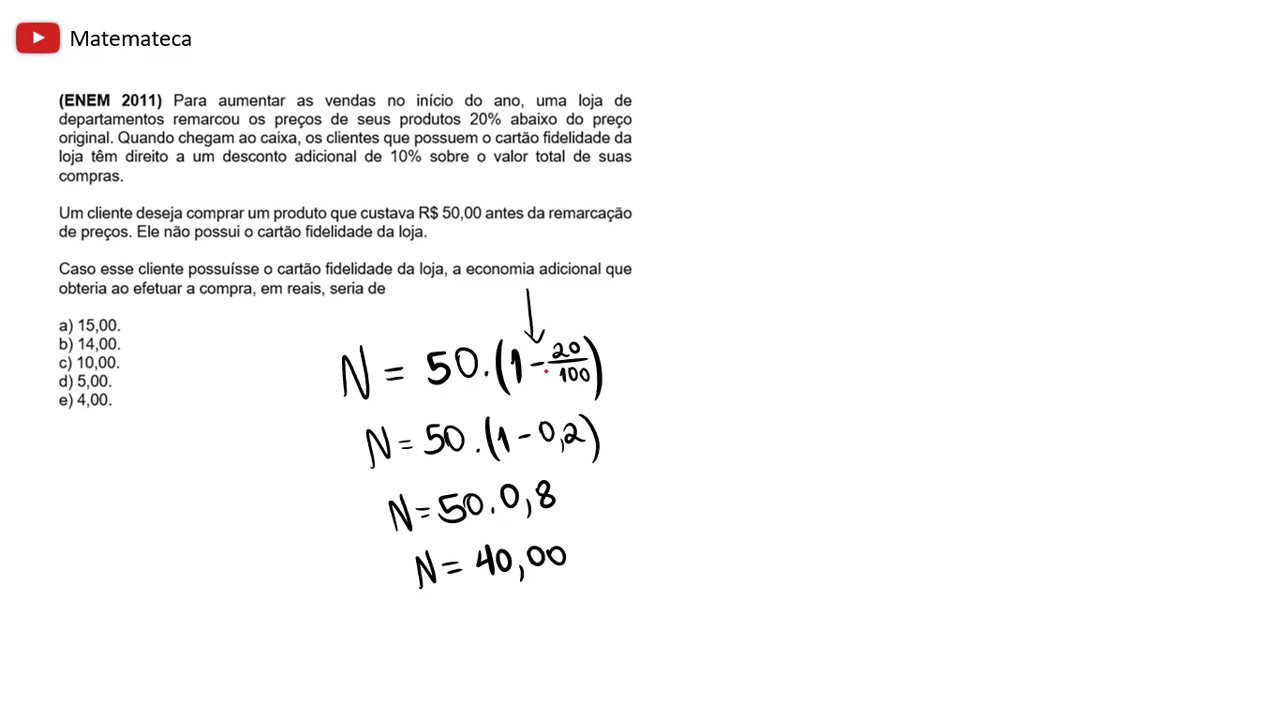 Matemateca
(ENEM 2011) Para aumentar as vendas no início do ano, uma loja de
departamentos remarcou os preços de seus produtos 20% abaixo do preço
original. Quando chegam ao caixa, os clientes que possuem o cartão fidelidade da
loja têm direito a um desconto adicional de 10% sobre o valor total de suas
compras.
Um cliente deseja comprar um produto que custava R$ 50,00 antes da remarcação
de preços. Ele não possui o cartão fidelidade da loja.
Caso esse cliente possuísse o cartão fidelidade da loja, a economia adicional que
obteria ao efetuar a compra, em reais, seria de
a) 15,00.
b) 14,00.
c) 10,00.
d) 5,00.
e) 4,00.
N = 50.(1 - 20/100)
N = 50.(1 - 0,2)
N = 50.0,8
N = 40,00